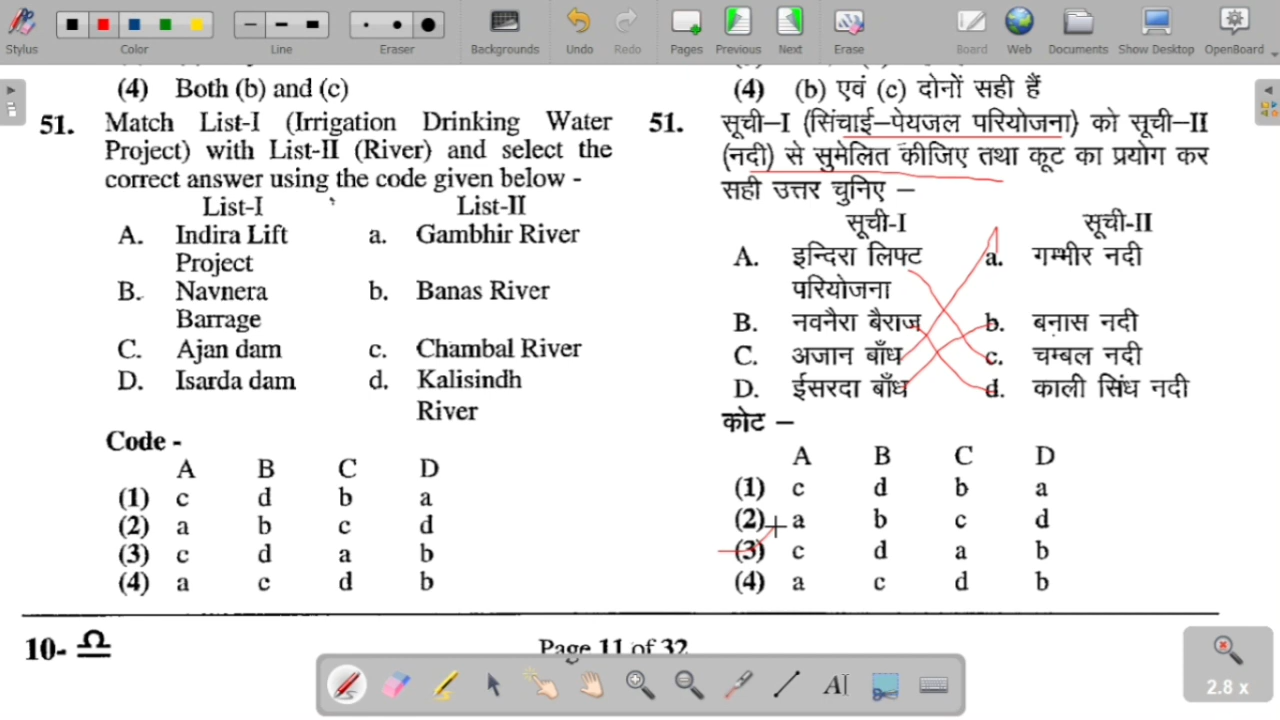 Stylus Color Line Eraser Backgrounds Undo Redo Pages Previous Next Erase Board Web Documents Show Desktop OpenBoard
(4) Both (b) and (c)
51. Match List-I (Irrigation Drinking Water
Project) with List-II (River) and select the
correct answer using the code given below -
List-I List-II
A. Indira Lift a. Gambhir River
Project
B. Navnera b. Banas River
Barrage
C. Ajan dam c. Chambal River
D. Isarda dam d. Kalisindh
River
Code -
A B C D
(1) c d b a
(2) a b c d
(3) c d a b
(4) a c d b
(4) (b) एवं (c) दोनों सही हैं
51. सूची-I (सिंचाई-पेयजल परियोजना) को सूची-II
(नदी) से सुमेलित कीजिए तथा कूट का प्रयोग कर
सही उत्तर चुनिए –
सूची-I सूची-II
A. इन्दिरा लिफ्ट a. गम्भीर नदी
परियोजना
B. नवनैरा बैराज b. बनास नदी
C. अजान बाँध c. चम्बल नदी
D. ईसरदा बाँध d. काली सिंध नदी
कोट –
A B C D
(1) c d b a
(2) a b c d
(3) c d a b
(4) a c d b
10- Page 11 of 32
2.8 x